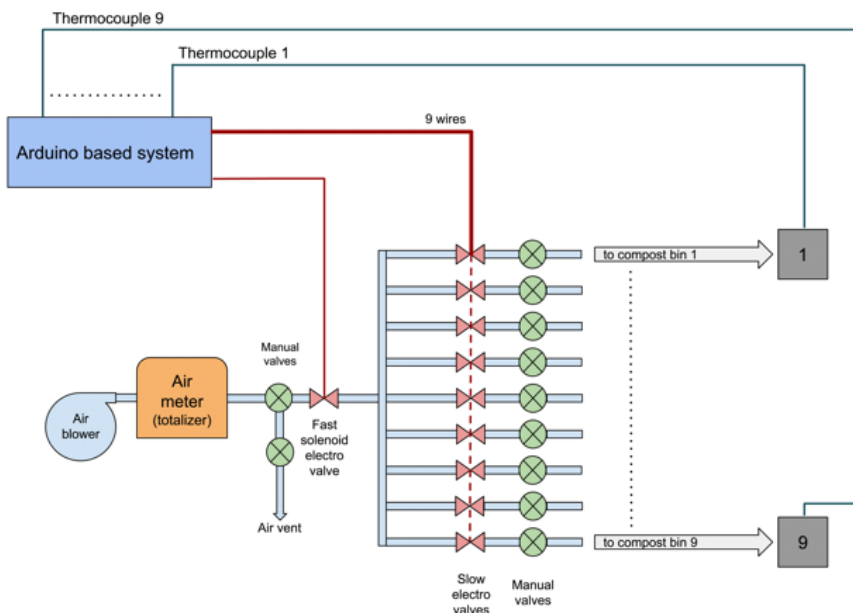 Thermocouple 9
Thermocouple 1
9 wires
Arduino based system
to compost bin 1
1
Manual
valves
Air
meter
(totalizer)
Air
blower
Fast
solenoid
electro
valve
Air vent
to compost bin 9
9
Slow
electro
valves
Manual
valves